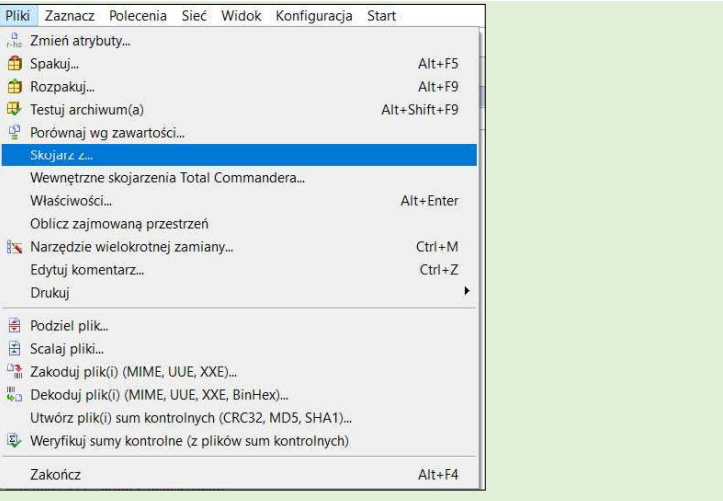 Pliki Zaznacz Polecenia Sieć Widok Konfiguracja Start
r-hs Zmień atrybuty...
Spakuj... Alt+F5
Rozpakuj... Alt+F9
Testuj archiwum(a) Alt+Shift+F9
Porównaj wg zawartości...
Skojarz z...
Wewnętrzne skojarzenia Total Commandera...
Właściwości... Alt+Enter
Oblicz zajmowaną przestrzeń
Narzędzie wielokrotnej zamiany... Ctrl+M
Edytuj komentarz... Ctrl+Z
Drukuj
Podziel plik...
Scalaj pliki...
Zakoduj plik(i) (MIME, UUE, XXE)...
Dekoduj plik(i) (MIME, UUE, XXE, BinHex)...
Utwórz plik(i) sum kontrolnych (CRC32, MD5, SHA1)...
Weryfikuj sumy kontrolne (z plików sum kontrolnych)
Zakończ Alt+F4